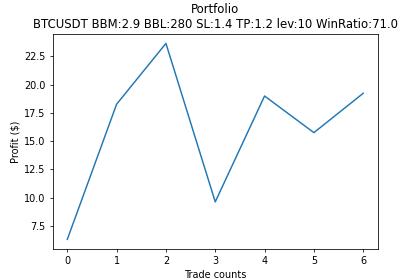 Portfolio
BTCUSDT BBM:2.9 BBL:280 SL:1.4 TP:1.2 lev:10 WinRatio:71.0
22.5
20.0
17.5
15.0
12.5
10.0
7.5
Profit ($)
0 1 2 3 4 5 6
Trade counts